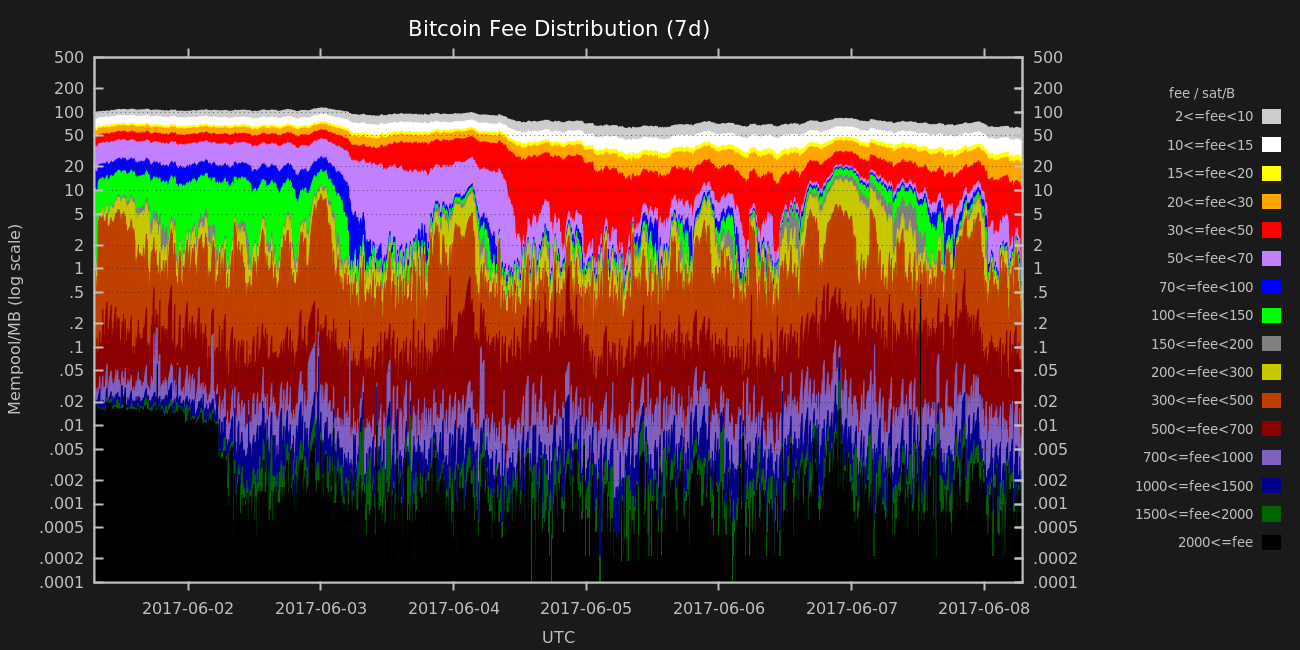 Bitcoin Fee Distribution (7d)
Mempool/MB (log scale)
500
200
100
50
20
10
5
2
1
.5
.2
.1
.05
.02
.01
.005
.002
.001
.0005
.0002
.0001
500
200
100
50
20
10
5
2
1
.5
.2
.1
.05
.02
.01
.005
.002
.001
.0005
.0002
.0001
2017-06-02 2017-06-03 2017-06-04 2017-06-05 2017-06-06 2017-06-07 2017-06-08
UTC
fee / sat/B
2<=fee<10
10<=fee<15
15<=fee<20
20<=fee<30
30<=fee<50
50<=fee<70
70<=fee<100
100<=fee<150
150<=fee<200
200<=fee<300
300<=fee<500
500<=fee<700
700<=fee<1000
1000<=fee<1500
1500<=fee<2000
2000<=fee